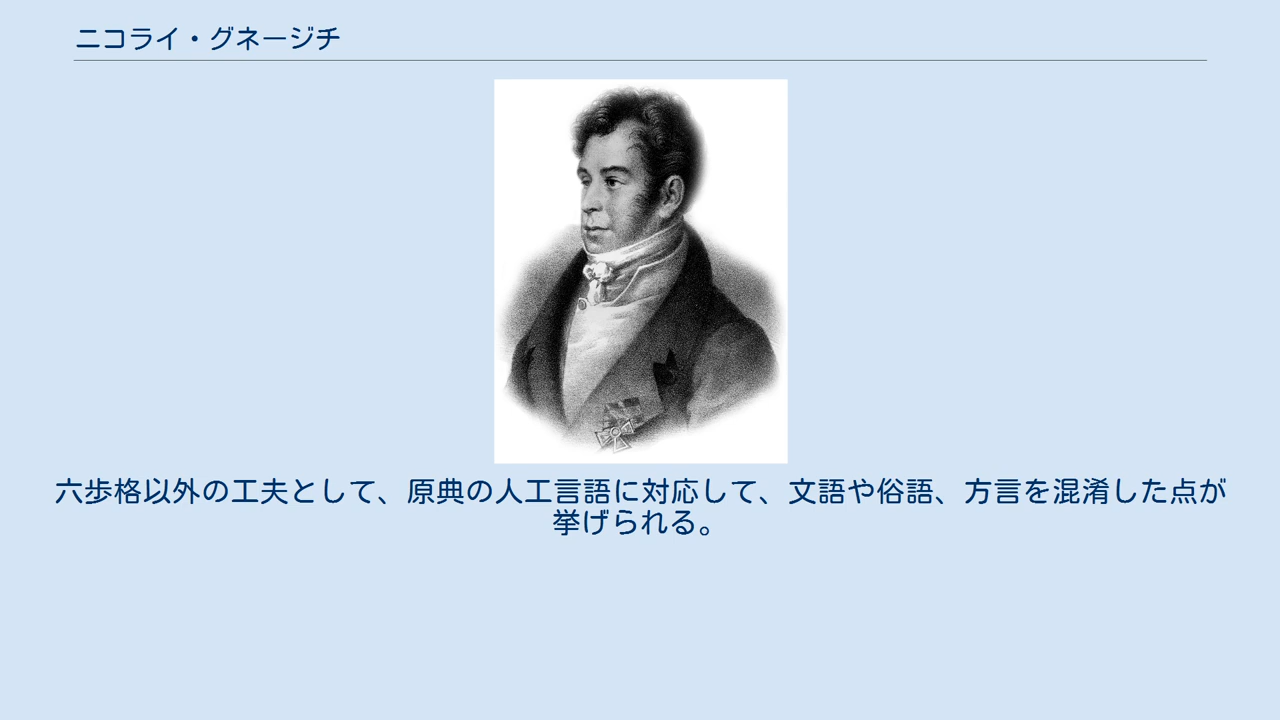 ニコライ・グネージチ
六歩格以外の工夫として、原典の人工言語に対応して、文語や俗語、方言を混淆した点が
挙げられる。